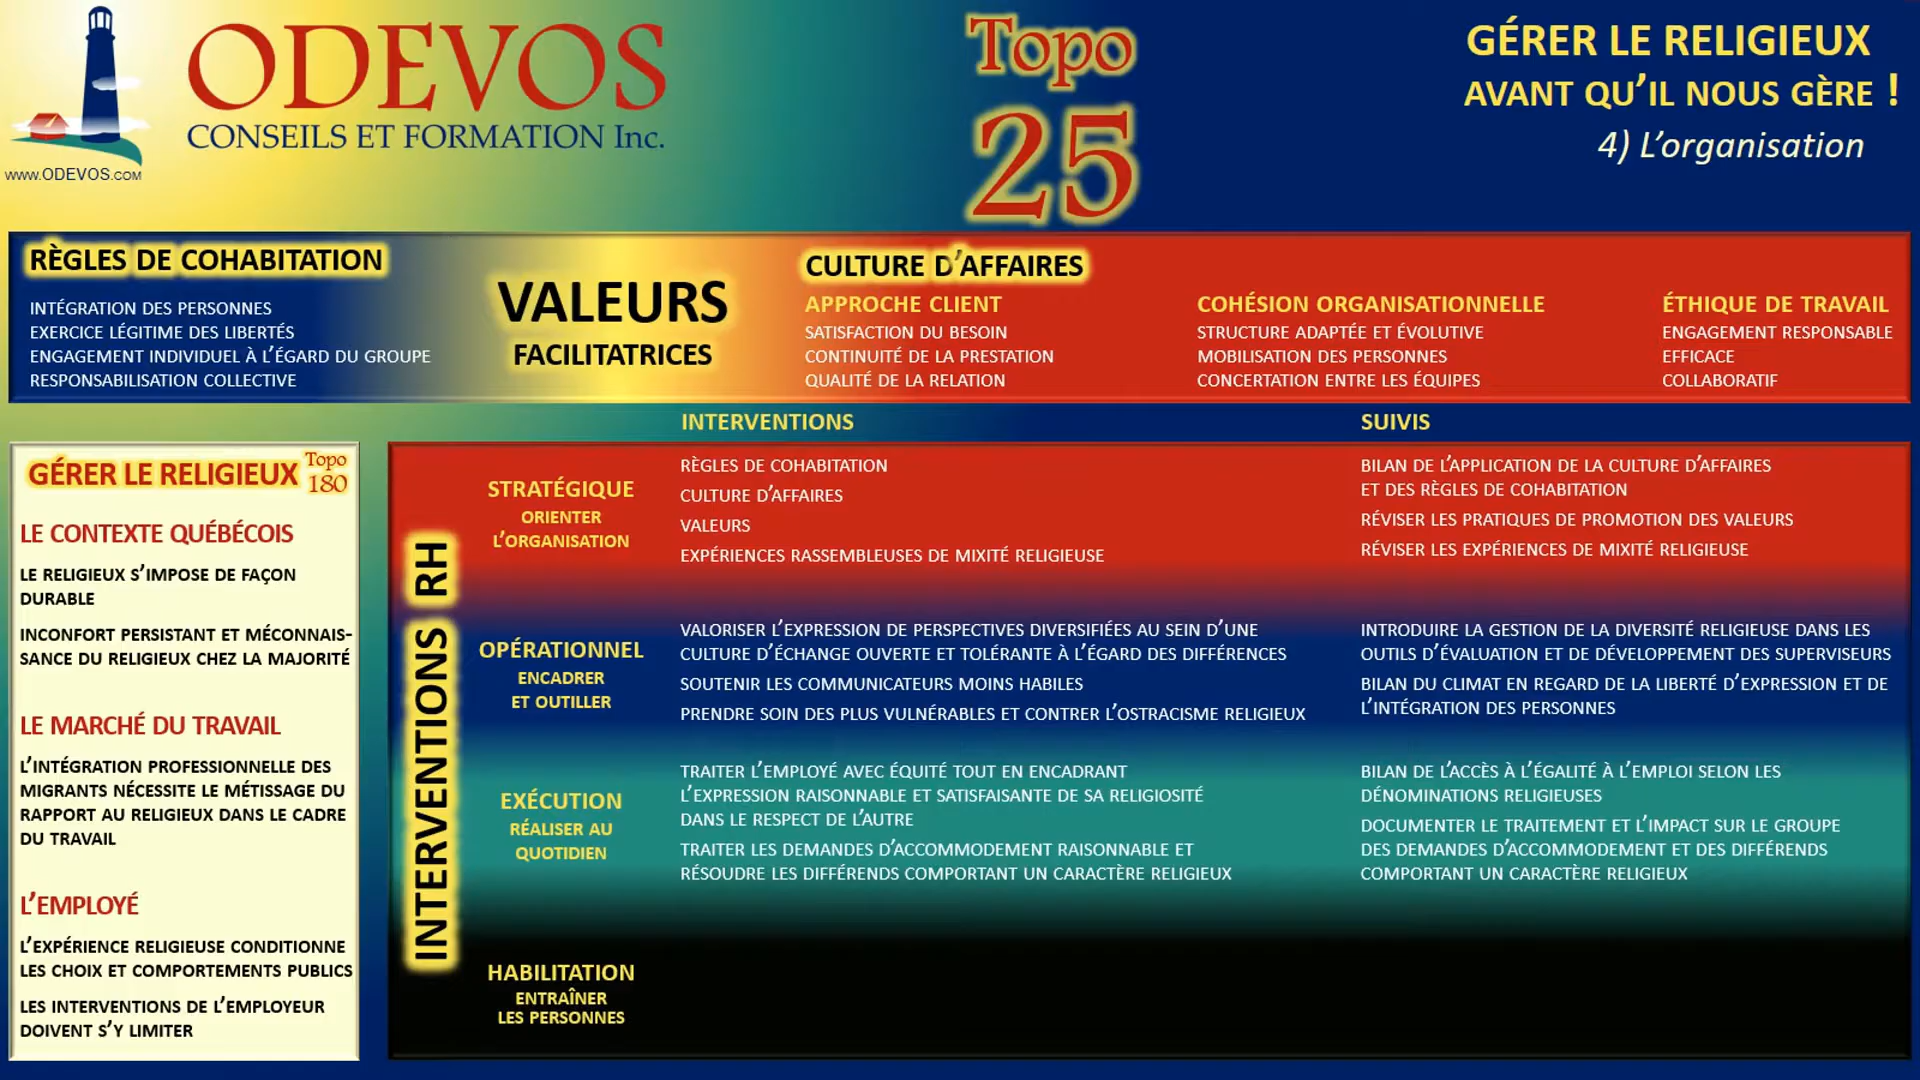 ODEVOS
CONSEILS ET FORMATION Inc.
www.ODEVOS.COM
Topo
25
GÉRER LE RELIGIEUX
AVANT QU'IL NOUS GÈRE !
4) L'organisation
RÈGLES DE COHABITATION
INTÉGRATION DES PERSONNES
EXERCICE LÉGITIME DES LIBERTÉS
ENGAGEMENT INDIVIDUEL À L'ÉGARD DU GROUPE
RESPONSABILISATION COLLECTIVE
VALEURS
FACILITATRICES
CULTURE D'AFFAIRES
APPROCHE CLIENT
SATISFACTION DU BESOIN
CONTINUITÉ DE LA PRESTATION
QUALITÉ DE LA RELATION
COHÉSION ORGANISATIONNELLE
STRUCTURE ADAPTÉE ET ÉVOLUTIVE
MOBILISATION DES PERSONNES
CONCERTATION ENTRE LES ÉQUIPES
ÉTHIQUE DE TRAVAIL
ENGAGEMENT RESPONSABLE
EFFICACE
COLLABORATIF
GÉRER LE RELIGIEUX Topo 180
LE CONTEXTE QUÉBÉCOIS
LE RELIGIEUX S'IMPOSE DE FAÇON
DURABLE
INCONFORT PERSISTANT ET MÉCONNAIS-
SANCE DU RELIGIEUX CHEZ LA MAJORITÉ
LE MARCHÉ DU TRAVAIL
L'INTÉGRATION PROFESSIONNELLE DES
MIGRANTS NÉCESSITE LE MÉTISSAGE DU
RAPPORT AU RELIGIEUX DANS LE CADRE
DU TRAVAIL
L'EMPLOYÉ
L'EXPÉRIENCE RELIGIEUSE CONDITIONNE
LES CHOIX ET COMPORTEMENTS PUBLICS
LES INTERVENTIONS DE L'EMPLOYEUR
DOIVENT S'Y LIMITER
INTERVENTIONS RH
INTERVENTIONS
SUIVIS
STRATÉGIQUE
ORIENTER
L'ORGANISATION
RÈGLES DE COHABITATION
CULTURE D'AFFAIRES
VALEURS
EXPÉRIENCES RASSEMBLEUSES DE MIXITÉ RELIGIEUSE
BILAN DE L'APPLICATION DE LA CULTURE D'AFFAIRES
ET DES RÈGLES DE COHABITATION
RÉVISER LES PRATIQUES DE PROMOTION DES VALEURS
RÉVISER LES EXPÉRIENCES DE MIXITÉ RELIGIEUSE
OPÉRATIONNEL
ENCADRER
ET OUTILLER
VALORISER L'EXPRESSION DE PERSPECTIVES DIVERSIFIÉES AU SEIN D'UNE
CULTURE D'ÉCHANGE OUVERTE ET TOLÉRANTE À L'ÉGARD DES DIFFÉRENCES
SOUTENIR LES COMMUNICATEURS MOINS HABILES
PRENDRE SOIN DES PLUS VULNÉRABLES ET CONTRER L'OSTRACISME RELIGIEUX
INTRODUIRE LA GESTION DE LA DIVERSITÉ RELIGIEUSE DANS LES
OUTILS D'ÉVALUATION ET DE DÉVELOPPEMENT DES SUPERVISEURS
BILAN DU CLIMAT EN REGARD DE LA LIBERTÉ D'EXPRESSION ET DE
L'INTÉGRATION DES PERSONNES
EXÉCUTION
RÉALISER AU
QUOTIDIEN
TRAITER L'EMPLOYÉ AVEC ÉQUITÉ TOUT EN ENCADRANT
L'EXPRESSION RAISONNABLE ET SATISFAISANTE DE SA RELIGIOSITÉ
DANS LE RESPECT DE L'AUTRE
TRAITER LES DEMANDES D'ACCOMMODEMENT RAISONNABLE ET
RÉSOUDRE LES DIFFÉRENDS COMPORTANT UN CARACTÈRE RELIGIEUX
BILAN DE L'ACCÈS À L'ÉGALITÉ À L'EMPLOI SELON LES
DÉNOMINATIONS RELIGIEUSES
DOCUMENTER LE TRAITEMENT ET L'IMPACT SUR LE GROUPE
DES DEMANDES D'ACCOMMODEMENT ET DES DIFFÉRENDS
COMPORTANT UN CARACTÈRE RELIGIEUX
HABILITATION
ENTRAÎNER
LES PERSONNES